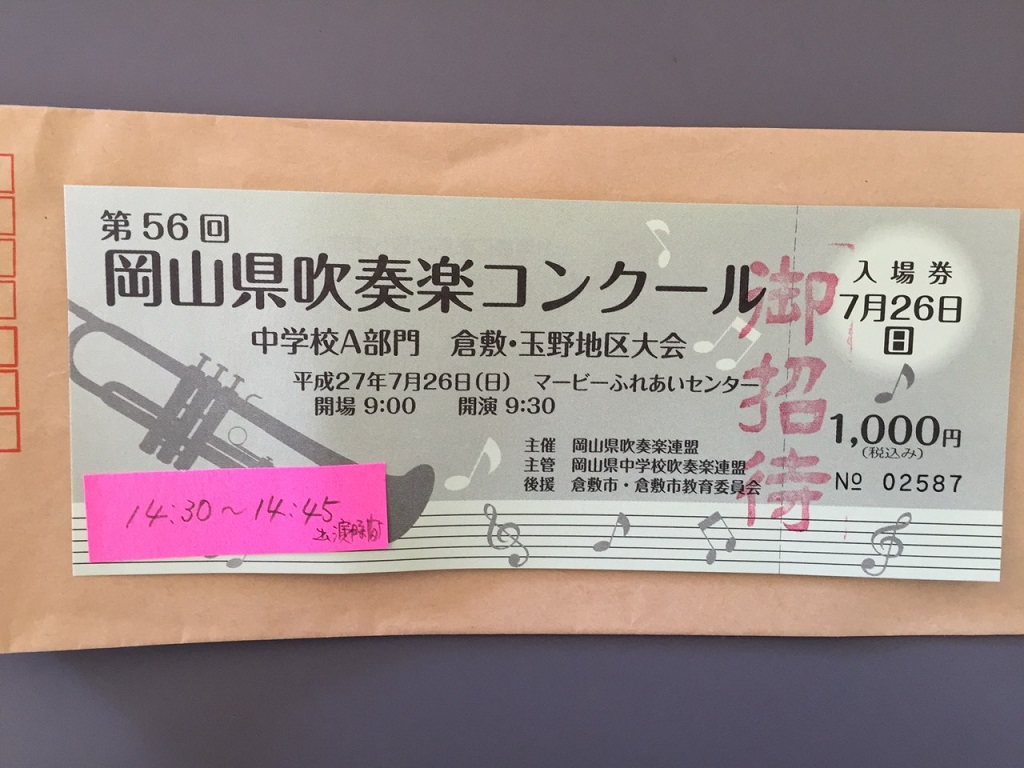 第56回
岡山県吹奏楽コンクール
中学校A部門 倉敷・玉野地区大会
平成27年7月26日(日) マービーふれあいセンター
開場 9:00 開演 9:30
主催 岡山県吹奏楽連盟
主管 岡山県中学校吹奏楽連盟
後援 倉敷市・倉敷市教育委員会
御招待
入場券
7月26日
日
1,000円
(税込み)
№ 02587
14:30〜14:45
出演時間